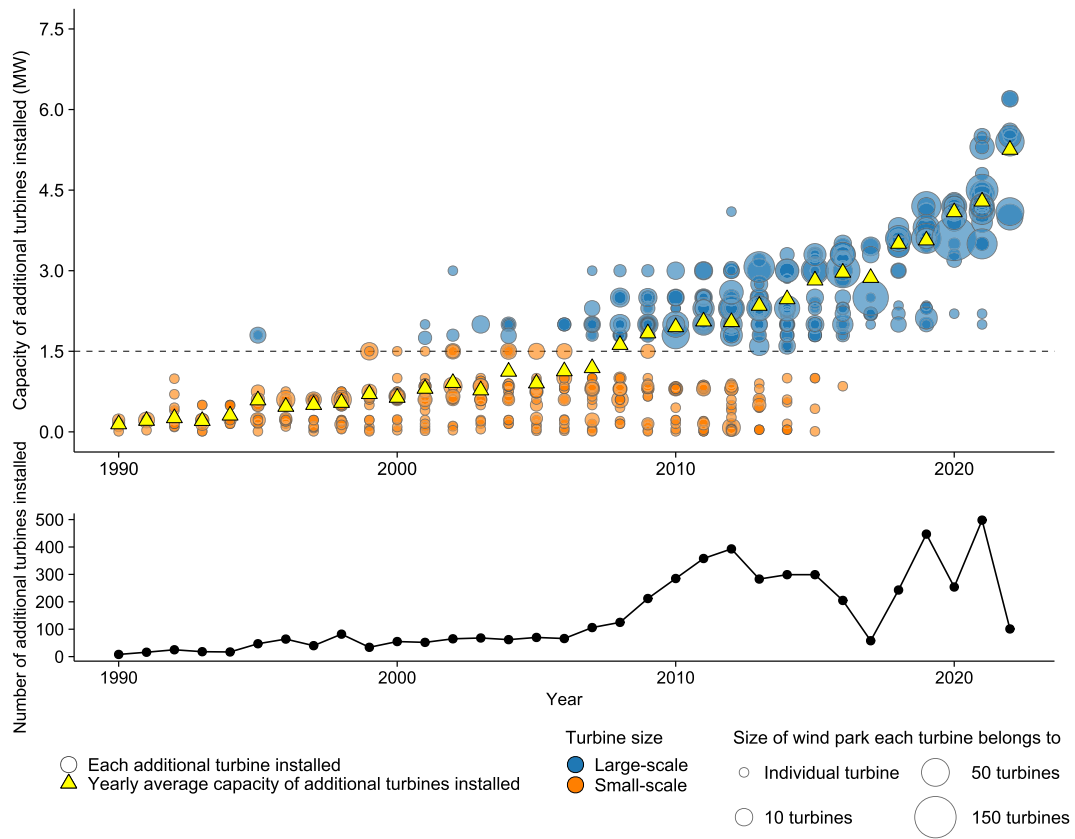 Capacity of additional turbines installed (MW)
7.5
6.0
4.5
3.0
1.5
0.0
1990 2000 2010 2020
Number of additional turbines installed
500
400
300
200
100
0
1990 2000 2010 2020
Year
Each additional turbine installed
Yearly average capacity of additional turbines installed
Turbine size
Large-scale
Small-scale
Size of wind park each turbine belongs to
Individual turbine 50 turbines
10 turbines 150 turbines